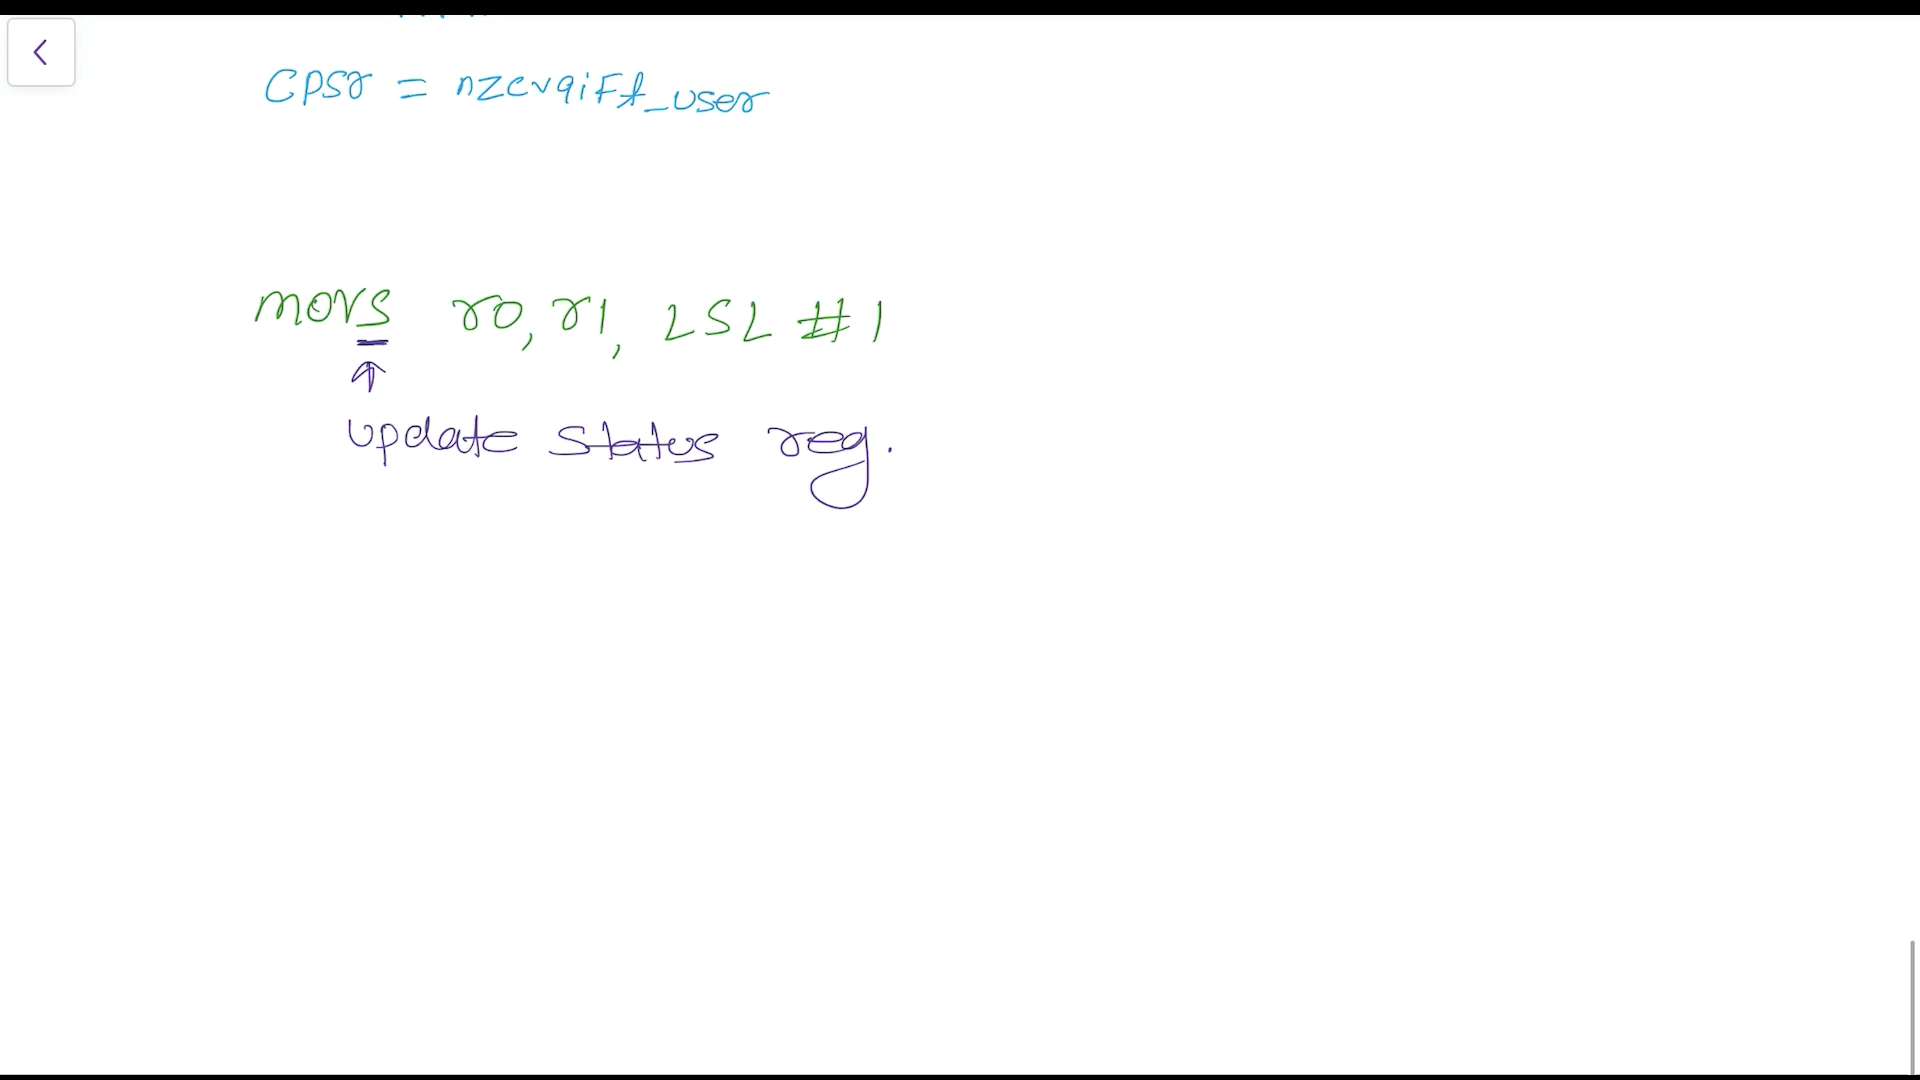 cpsr = nzcvqiFt_user
MOVS r0, r1, LSL #1
update status reg.